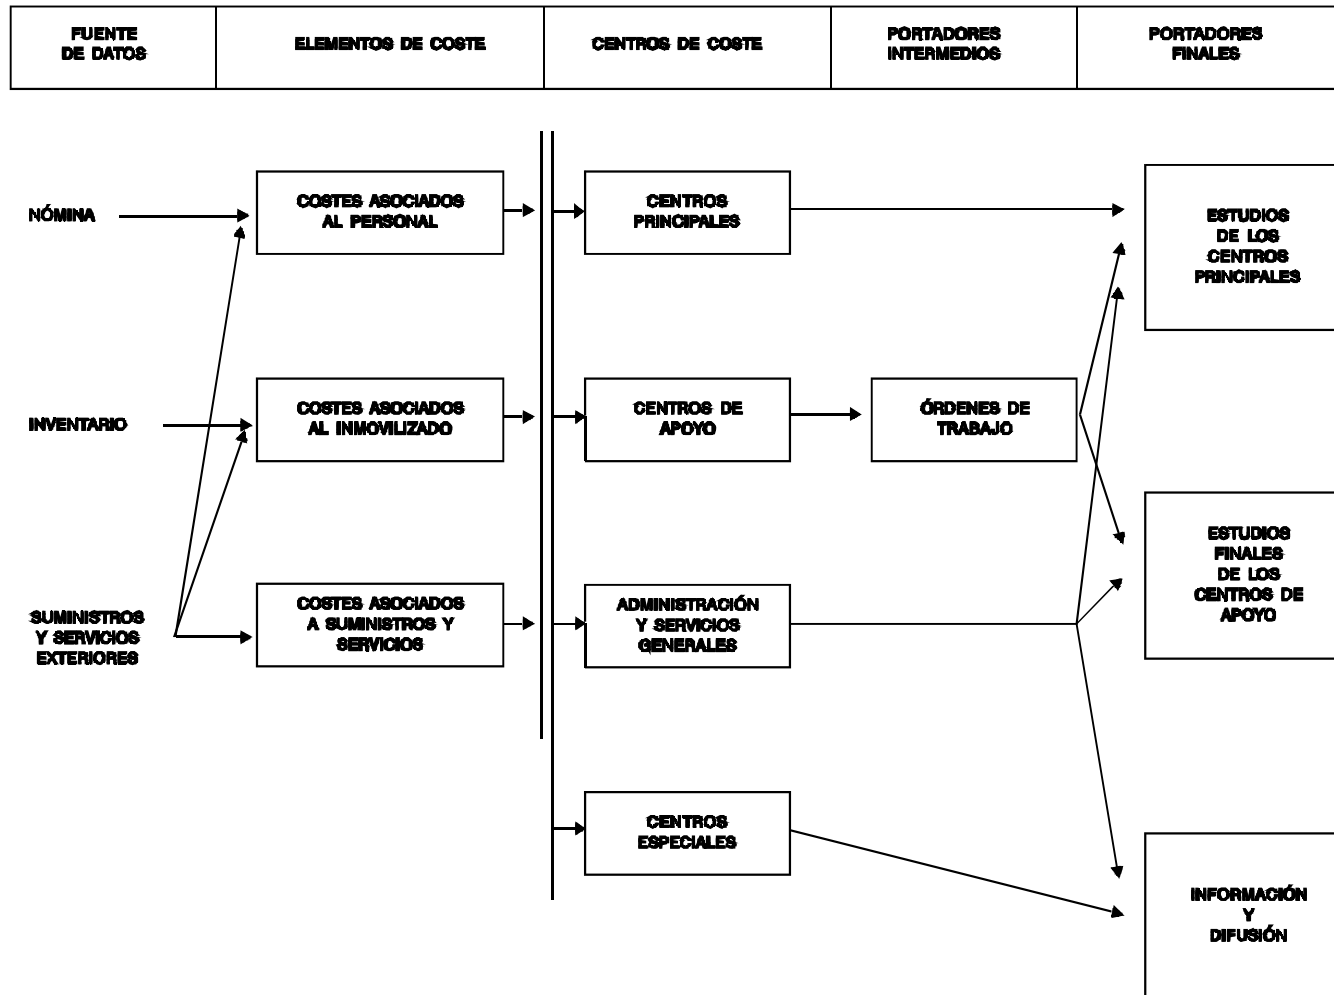 FUENTE
DE DATOS
ELEMENTOS DE COSTE
CENTROS DE COSTE
PORTADORES
INTERMEDIOS
PORTADORES
FINALES
NÓMINA
COSTES ASOCIADOS
AL PERSONAL
CENTROS
PRINCIPALES
ESTUDIOS
DE LOS
CENTROS
PRINCIPALES
INVENTARIO
COSTES ASOCIADOS
AL INMOVILIZADO
CENTROS DE
APOYO
ÓRDENES DE
TRABAJO
ESTUDIOS
FINALES
DE LOS
CENTROS DE
APOYO
SUMINISTROS
Y SERVICIOS
EXTERIORES
COSTES ASOCIADOS
A SUMINISTROS Y
SERVICIOS
ADMINISTRACIÓN
Y SERVICIOS
GENERALES
CENTROS
ESPECIALES
INFORMACIÓN
Y
DIFUSIÓN